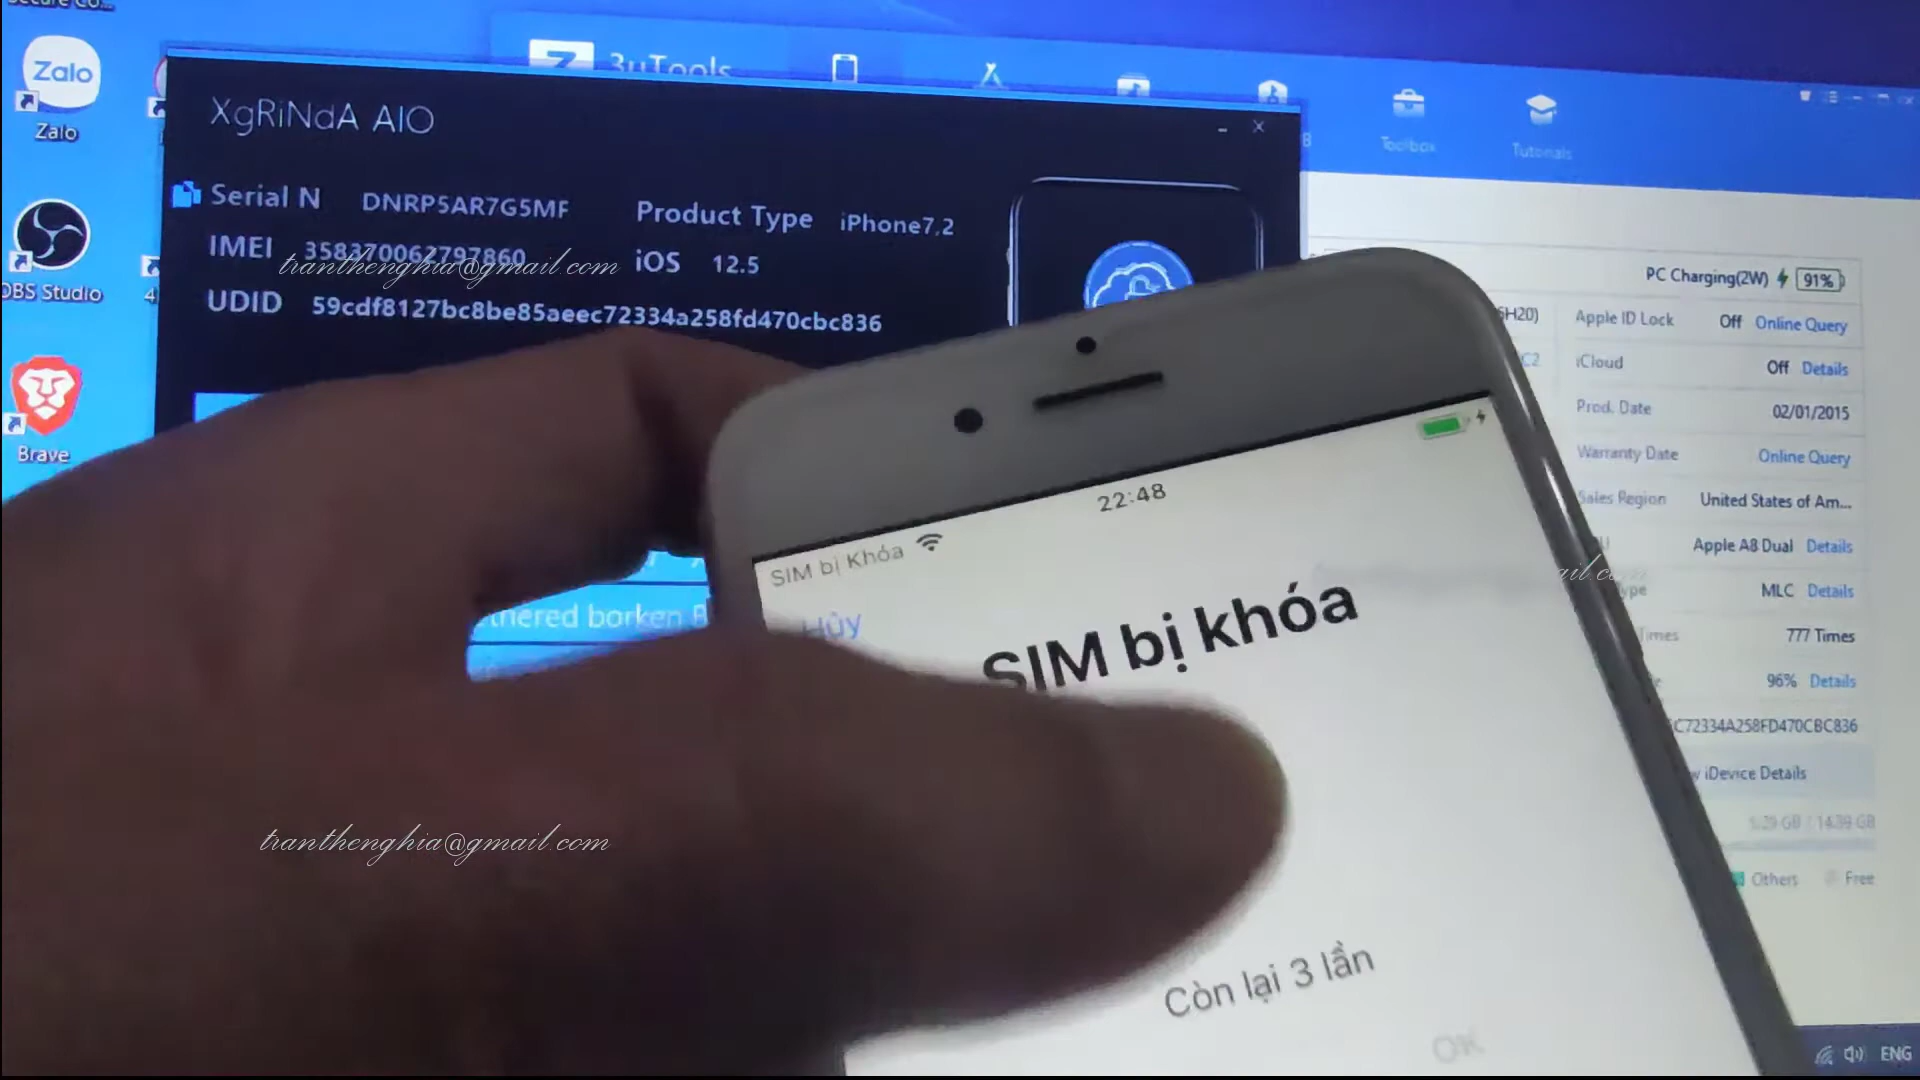 Zalo
Zalo
OBS Studio
Brave
3uTools
Toolbox
Tutorials
XgRiNdA AIO
Serial N DNRP5AR7G5MF
Product Type iPhone7,2
IMEI 358370062797860
iOS 12.5
UDID 59cdf8127bc8be85aeec72334a258fd470cbc836
tranthenghia@gmail.com
PC Charging(2W) 91%
Apple ID Lock Off Online Query
iCloud Off Details
Prod. Date 02/01/2015
Warranty Date Online Query
Sales Region United States of Am...
Apple A8 Dual Details
MLC Details
777 Times
96% Details
C72334A258FD470CBC836
iDevice Details
Others Free
22:48
SIM bị Khóa
Hủy
SIM bị khóa
Còn lại 3 lần
OK
tranthenghia@gmail.com
ENG